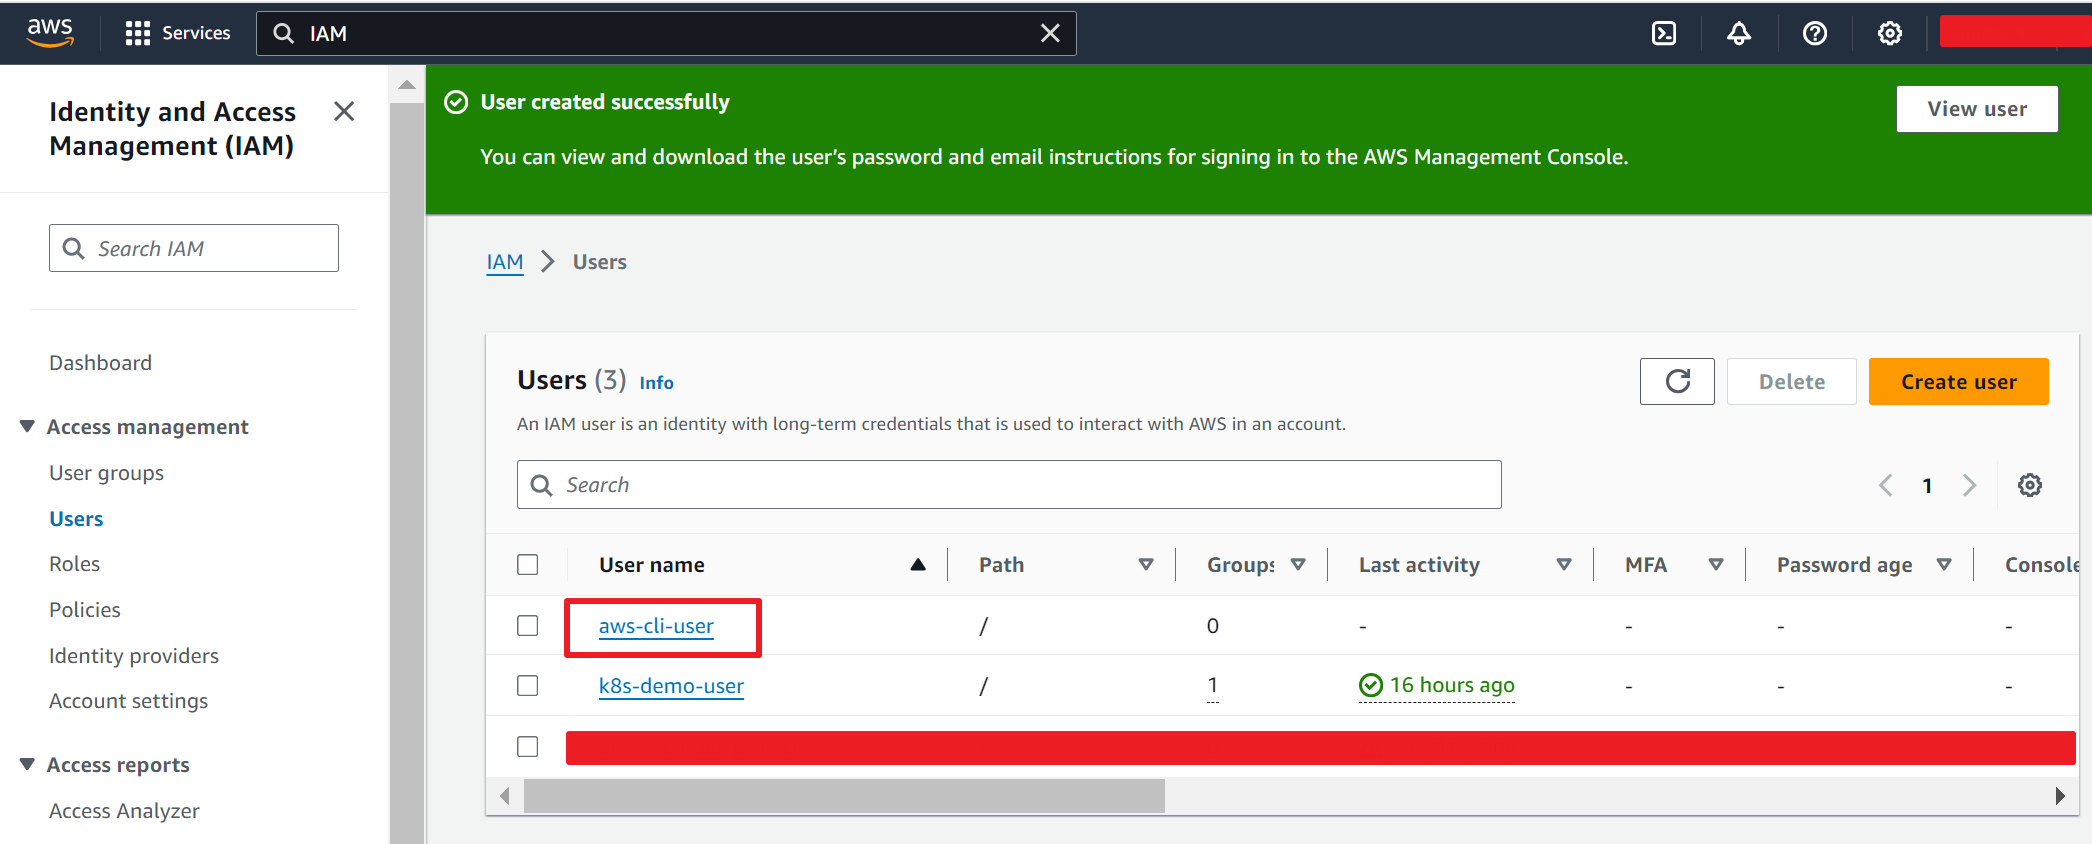 aws
Services
IAM
Identity and Access
Management (IAM)
Search IAM
Dashboard
Access management
User groups
Users
Roles
Policies
Identity providers
Account settings
Access reports
Access Analyzer
User created successfully
View user
You can view and download the user’s password and email instructions for signing in to the AWS Management Console.
IAM > Users
Users (3) Info
Delete
Create user
An IAM user is an identity with long-term credentials that is used to interact with AWS in an account.
Search
1
User name Path Groups Last activity MFA Password age Console
aws-cli-user / 0 - - - -
k8s-demo-user / 1 16 hours ago - - -